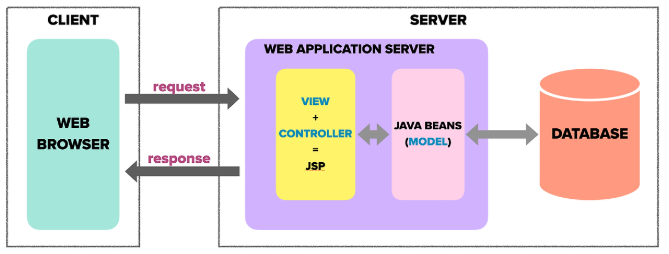 CLIENT
WEB
BROWSER
request
response
SERVER
WEB APPLICATION SERVER
VIEW
+
CONTROLLER
=
JSP
JAVA BEANS
(MODEL)
DATABASE